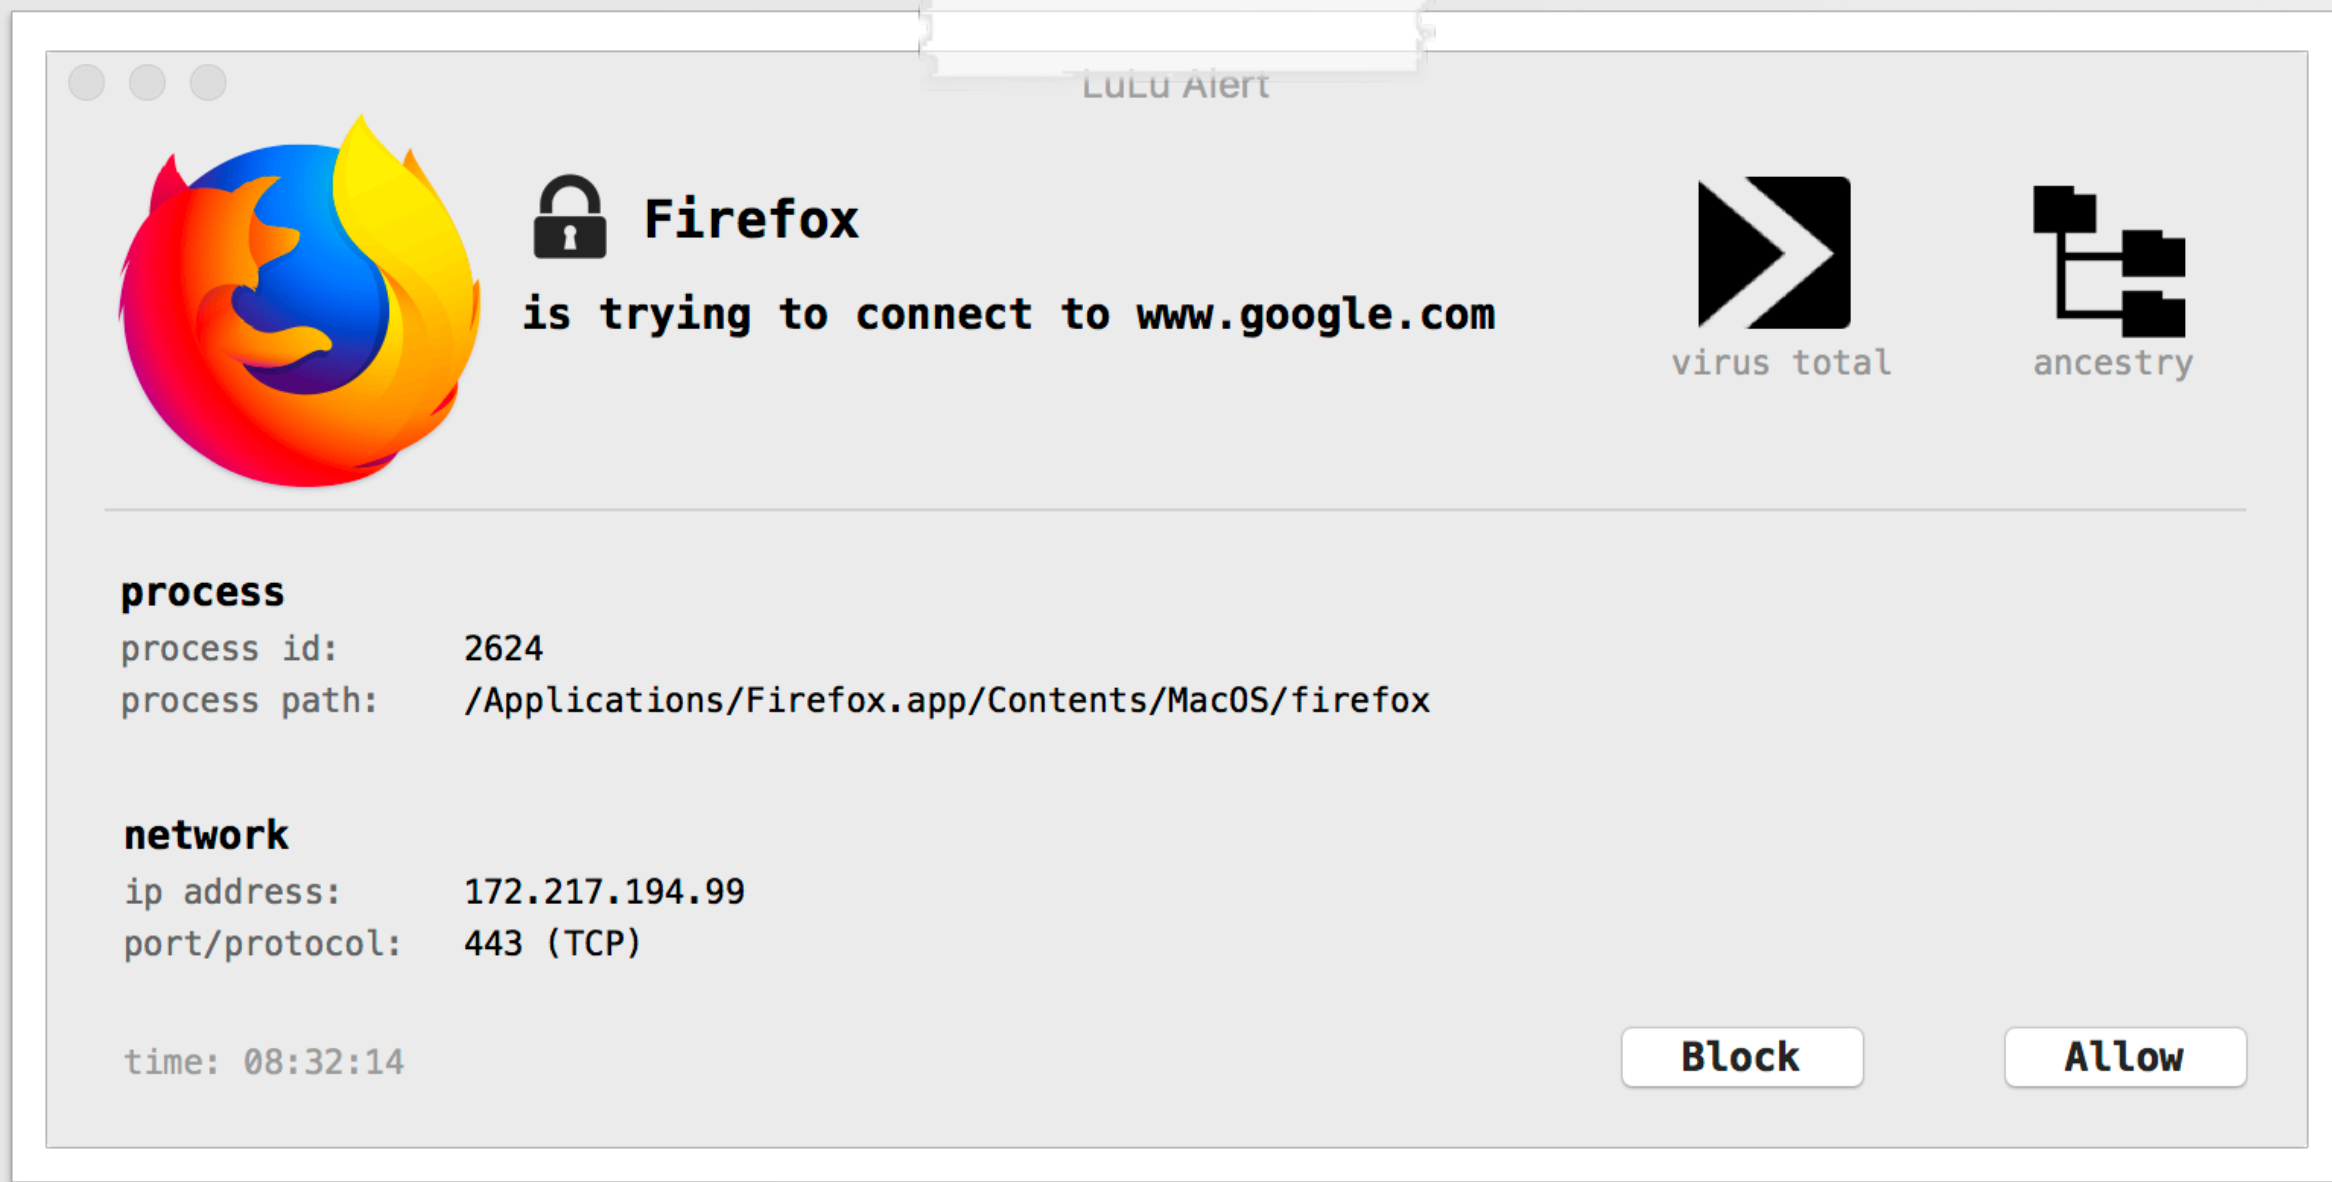 LuLu Alert
Firefox
is trying to connect to www.google.com
virus total
ancestry
process
process id: 2624
process path: /Applications/Firefox.app/Contents/MacOS/firefox
network
ip address: 172.217.194.99
port/protocol: 443 (TCP)
time: 08:32:14
Block
Allow